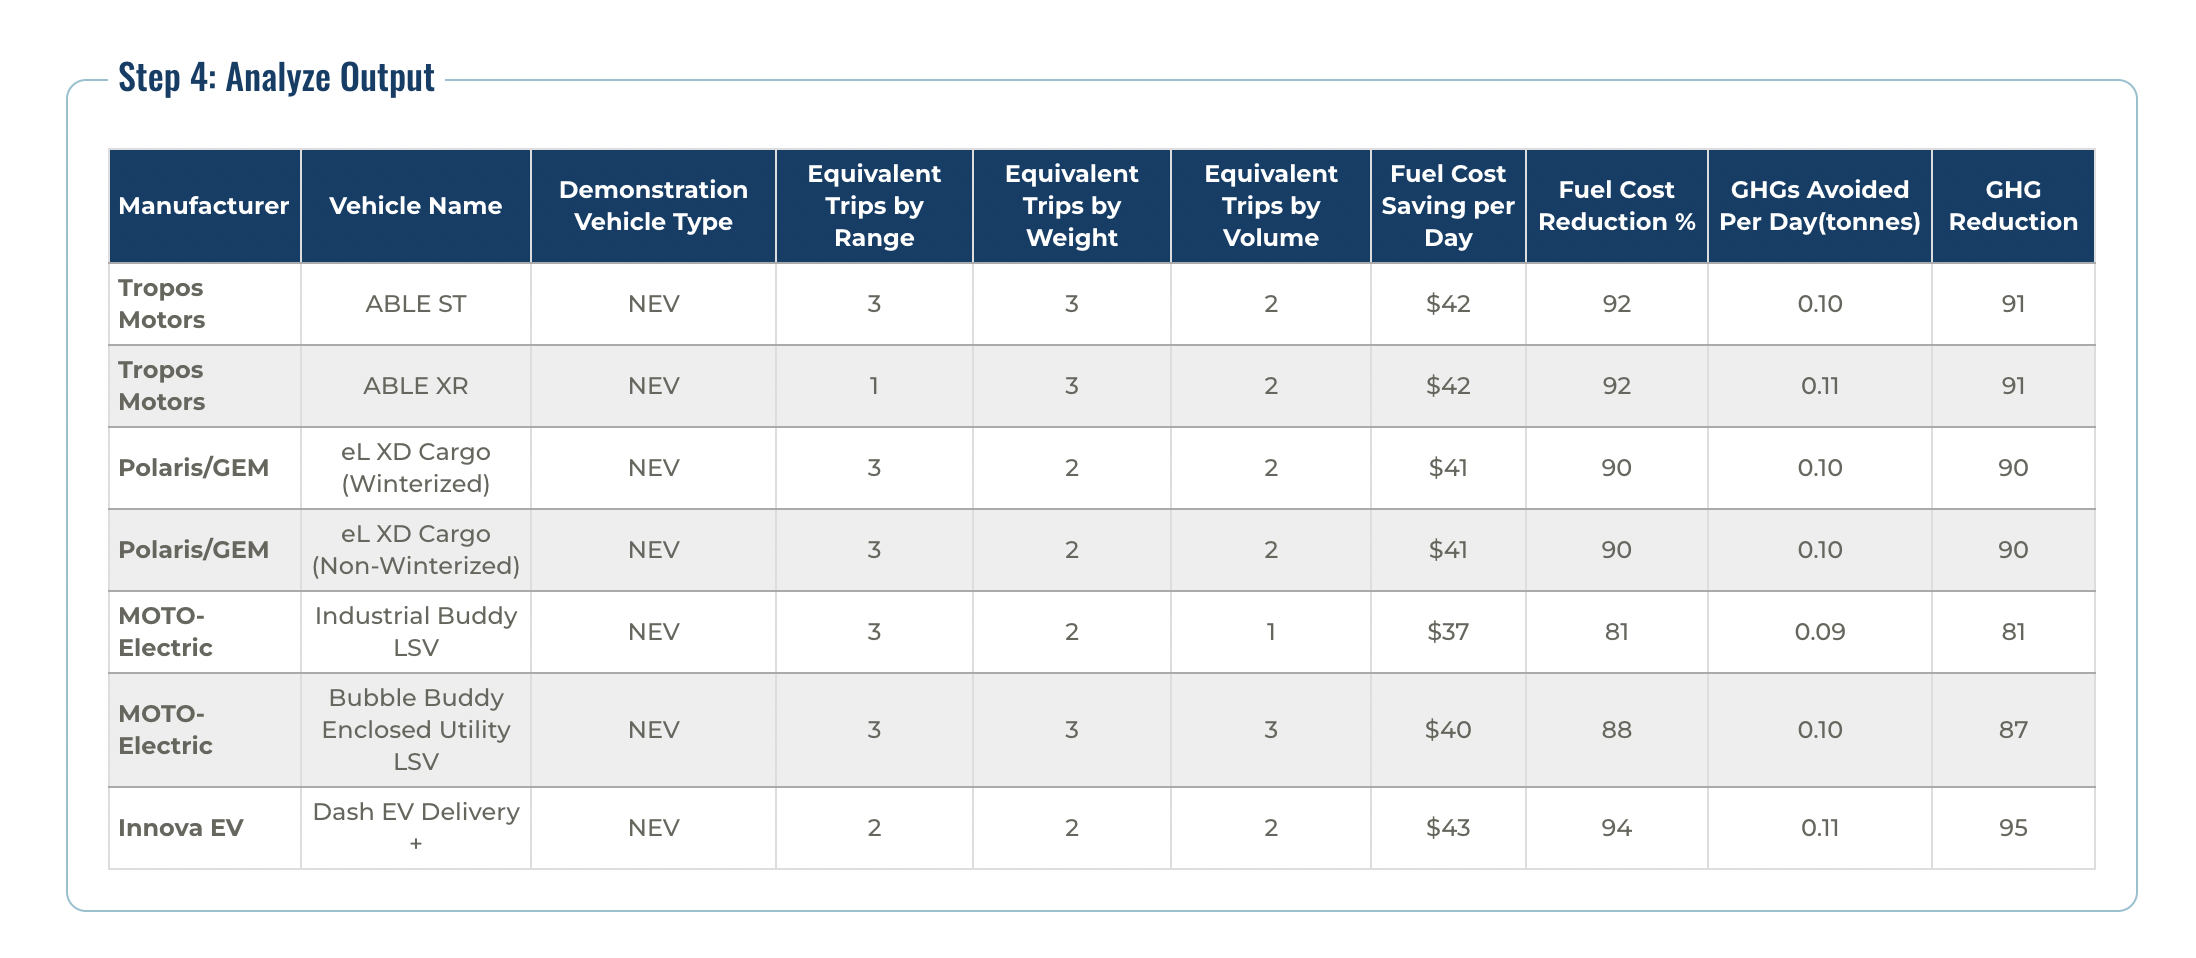 Step 4: Analyze Output
Manufacturer
Vehicle Name
Demonstration
Vehicle Type
Equivalent
Trips by
Range
Equivalent
Trips by
Weight
Equivalent
Trips by
Volume
Fuel Cost
Saving per
Day
Fuel Cost
Reduction %
GHGs Avoided
Per Day(tonnes)
GHG
Reduction
Tropos
Motors
ABLE ST
NEV
3
3
2
$42
92
0.10
91
Tropos
Motors
ABLE XR
NEV
1
3
2
$42
92
0.11
91
Polaris/GEM
eL XD Cargo
(Winterized)
NEV
3
2
2
$41
90
0.10
90
Polaris/GEM
eL XD Cargo
(Non-Winterized)
NEV
3
2
2
$41
90
0.10
90
MOTO-
Electric
Industrial Buddy
LSV
NEV
3
2
1
$37
81
0.09
81
MOTO-
Electric
Bubble Buddy
Enclosed Utility
LSV
NEV
3
3
3
$40
88
0.10
87
Innova EV
Dash EV Delivery
+
NEV
2
2
2
$43
94
0.11
95